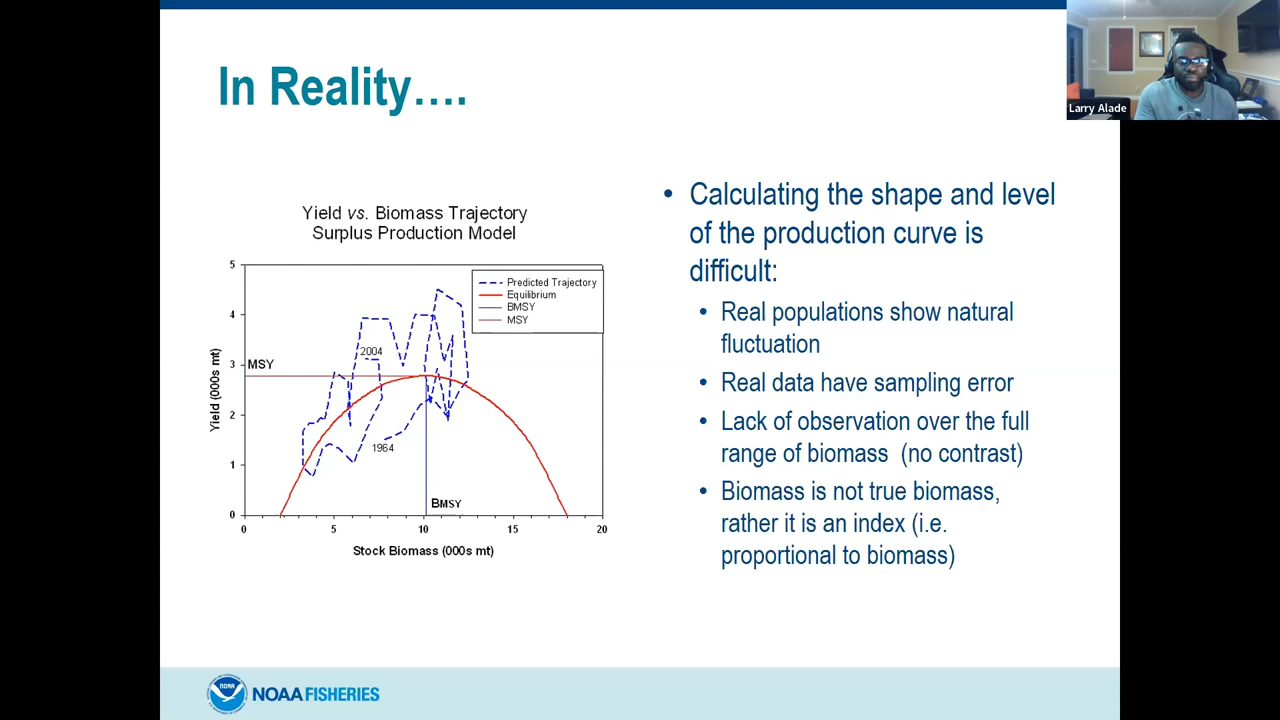 In Reality….
Larry Alade
Yield vs. Biomass Trajectory
Surplus Production Model
5
4
3
2
1
0
Yield (000s mt)
Predicted Trajectory
Equilibrium
BMSY
MSY
MSY
2004
1964
BMSY
0
5
10
15
20
Stock Biomass (000s mt)
• Calculating the shape and level
of the production curve is
difficult:
• Real populations show natural
fluctuation
• Real data have sampling error
• Lack of observation over the full
range of biomass (no contrast)
• Biomass is not true biomass,
rather it is an index (i.e.
proportional to biomass)
NOAA
NOAA FISHERIES